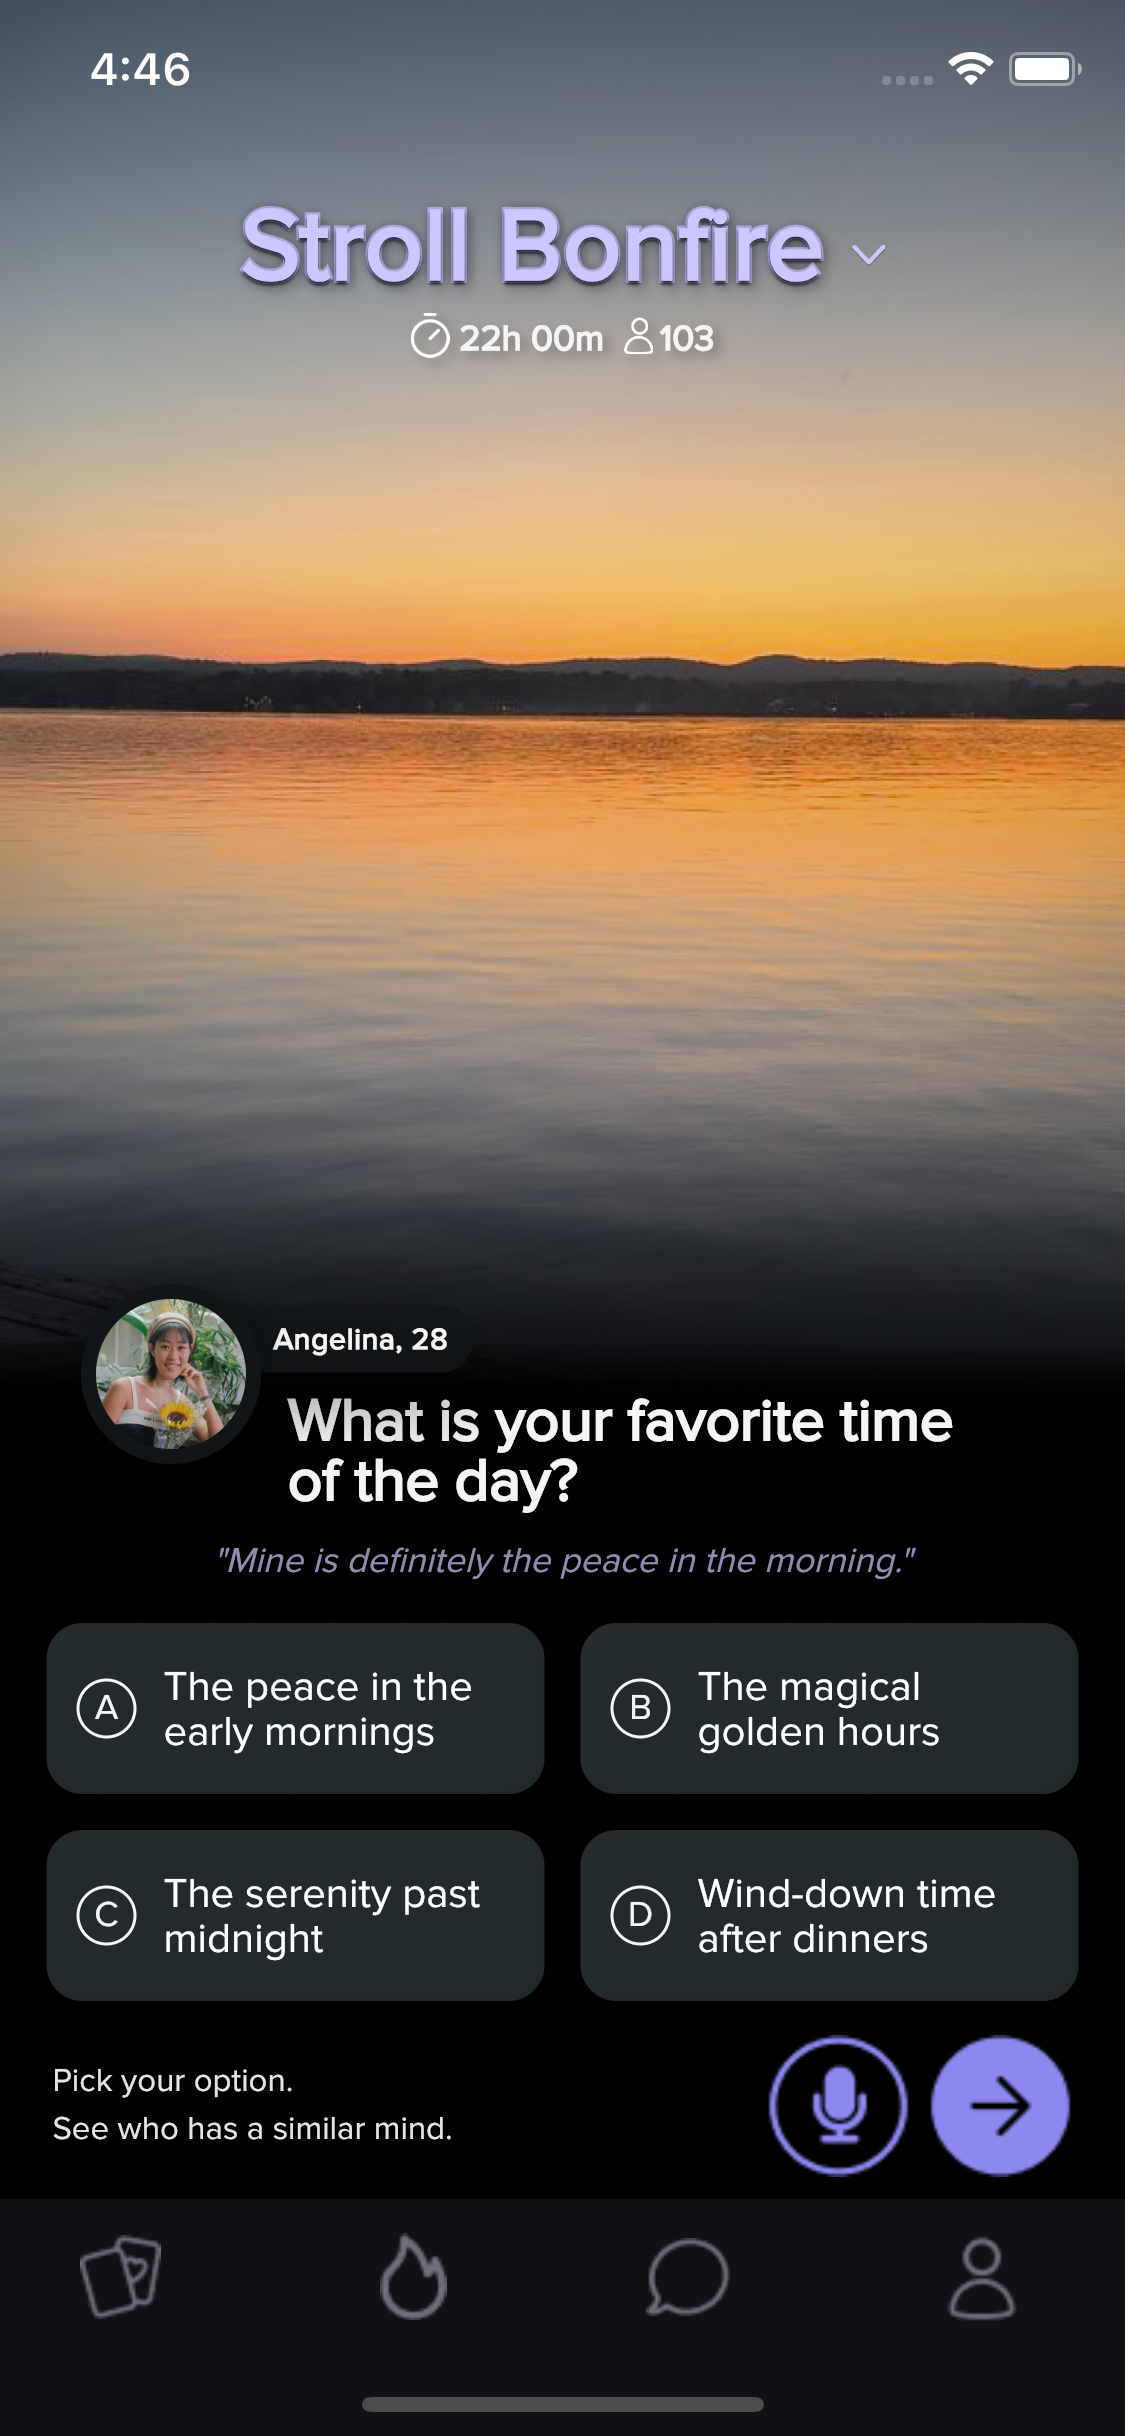 4:46
Stroll Bonfire
22h 00m 103
Angelina, 28
What is your favorite time
of the day?
"Mine is definitely the peace in the morning."
A The peace in the
early mornings
B The magical
golden hours
C The serenity past
midnight
D Wind-down time
after dinners
Pick your option.
See who has a similar mind.